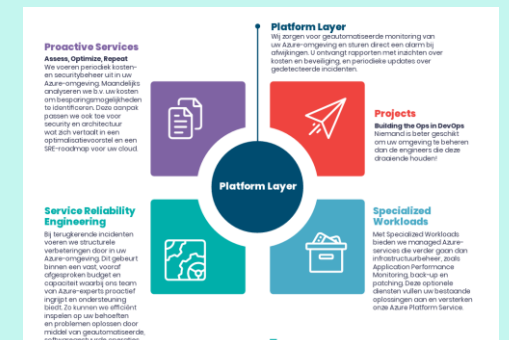 Platform Layer
Wij zorgen voor geautomatiseerde monitoring van
uw Azure-omgeving en sturen direct een alarm bij
afwijkingen. U ontvangt rapporten met inzichten over
kosten en beveiliging, en periodieke updates over
gedetecteerde incidenten.
Proactive Services
Assess, Optimize, Repeat
We voeren periodiek kosten-
en securitybeheer uit in uw
Azure-omgeving. Maandelijks
analyseren we b.v. uw kosten
om besparingsmogelijkheden
te identificeren. Deze aanpak
passen we ook toe voor
security en architectuur
wat zich vertaalt in een
optimalisatievoorstel en een
SRE-roadmap voor uw cloud.
Projects
Building the Ops in DevOps
Niemand is beter geschikt
om uw omgeving te beheren
dan de engineers die deze
draaiende houden!
Platform Layer
Service Reliability
Engineering
Bij terugkerende incidenten
voeren we structurele
verbeteringen door in uw
Azure-omgeving. Dit gebeurt
binnen een vast, vooraf
afgesproken budget en
capaciteit waarbij ons team
van Azure-experts proactief
ingrijpt en ondersteuning
biedt. Zo kunnen we efficiënt
inspelen op uw behoeften
en problemen oplossen door
middel van geautomatiseerde,
Specialized
Workloads
Met Specialized Workloads
bieden we managed Azure-
services die verder gaan dan
infrastructuurbeheer, zoals
Application Performance
Monitoring, back-up en
patching. Deze optionele
diensten vullen uw bestaande
oplossingen aan en versterken
onze Azure Platform Service.